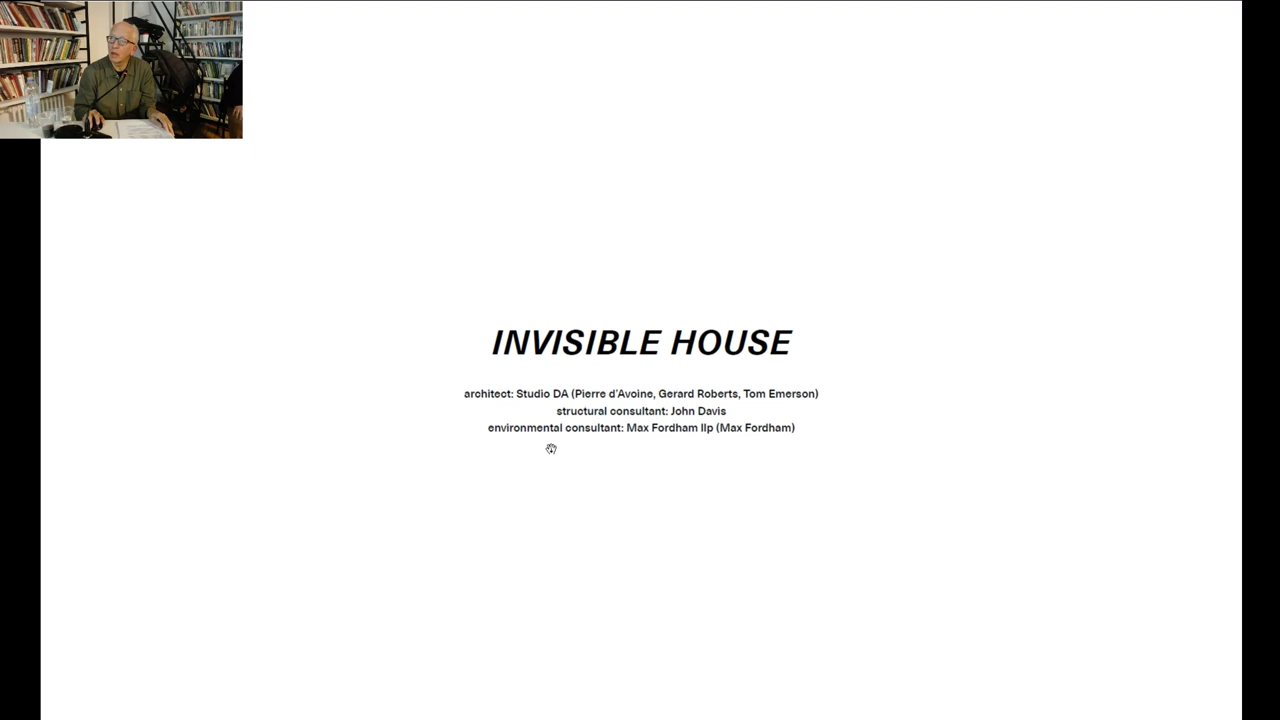 INVISIBLE HOUSE
architect: Studio DA (Pierre d'Avoine, Gerard Roberts, Tom Emerson)
structural consultant: John Davis
environmental consultant: Max Fordham llp (Max Fordham)